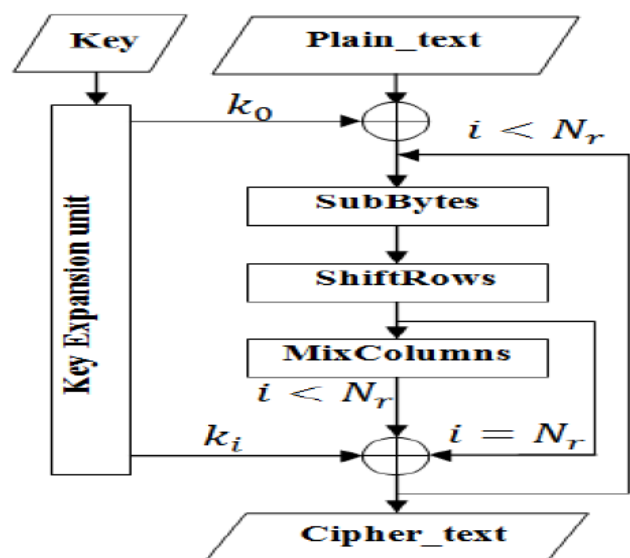 Key
Plain_text
k₀
i < Nᵣ
SubBytes
ShiftRows
Key Expansion unit
MixColumns
i < Nᵣ
kᵢ
i = Nᵣ
Cipher_text